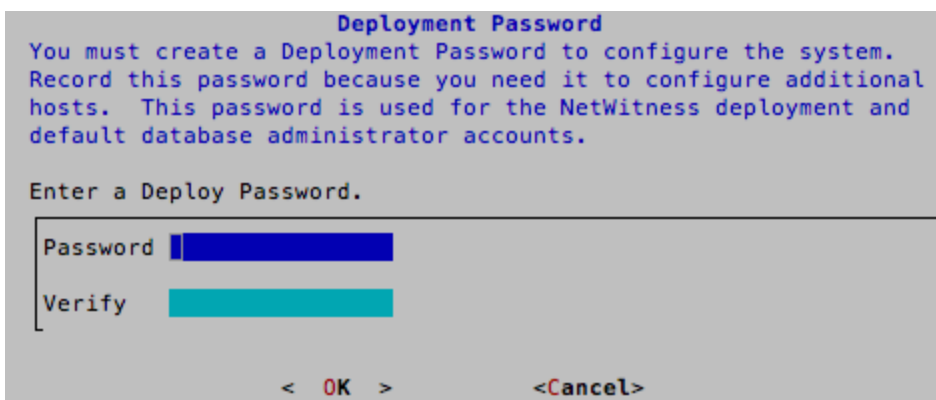 Deployment Password
You must create a Deployment Password to configure the system.
Record this password because you need it to configure additional
hosts.  This password is used for the NetWitness deployment and
default database administrator accounts.
Enter a Deploy Password.
Password
Verify
<  OK  >          <Cancel>